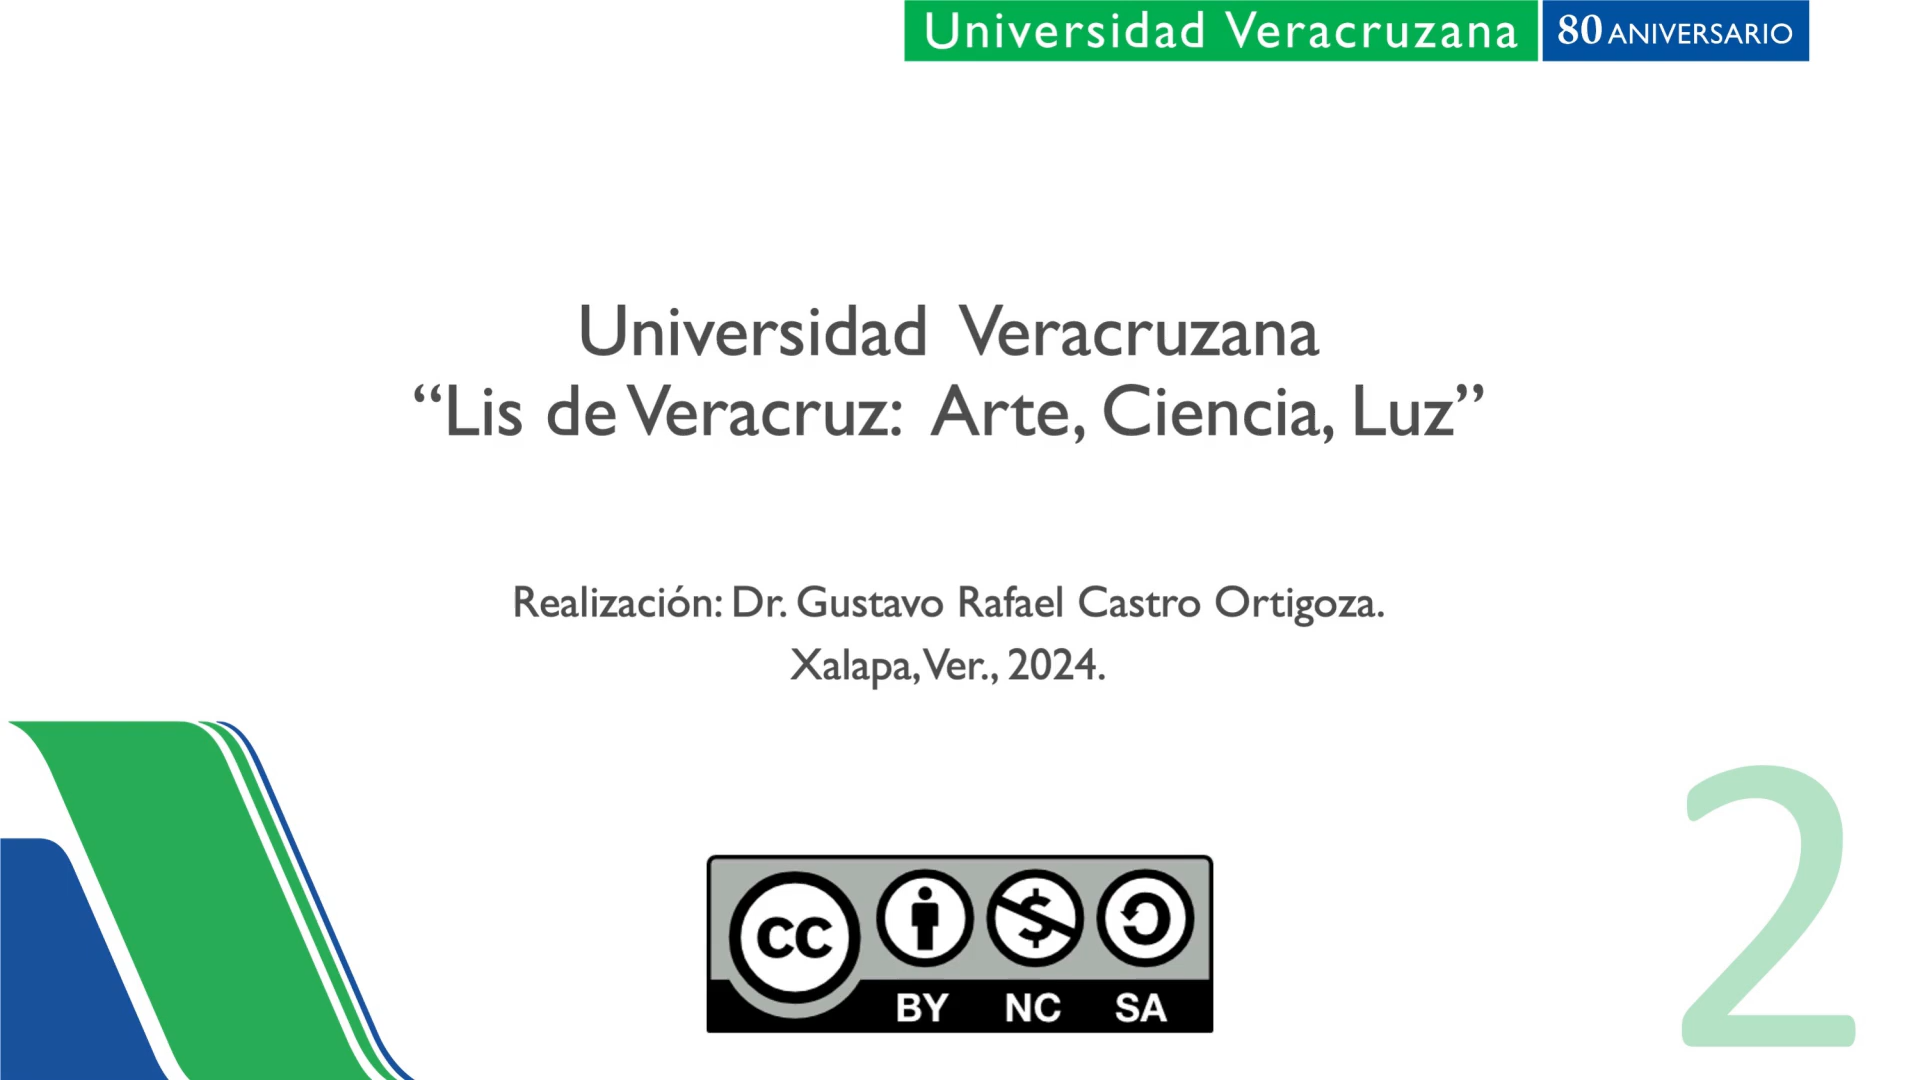 Universidad Veracruzana 80 ANIVERSARIO
Universidad Veracruzana
“Lis de Veracruz: Arte, Ciencia, Luz”
Realización: Dr. Gustavo Rafael Castro Ortigoza.
Xalapa, Ver., 2024.
2
cc
BY NC SA